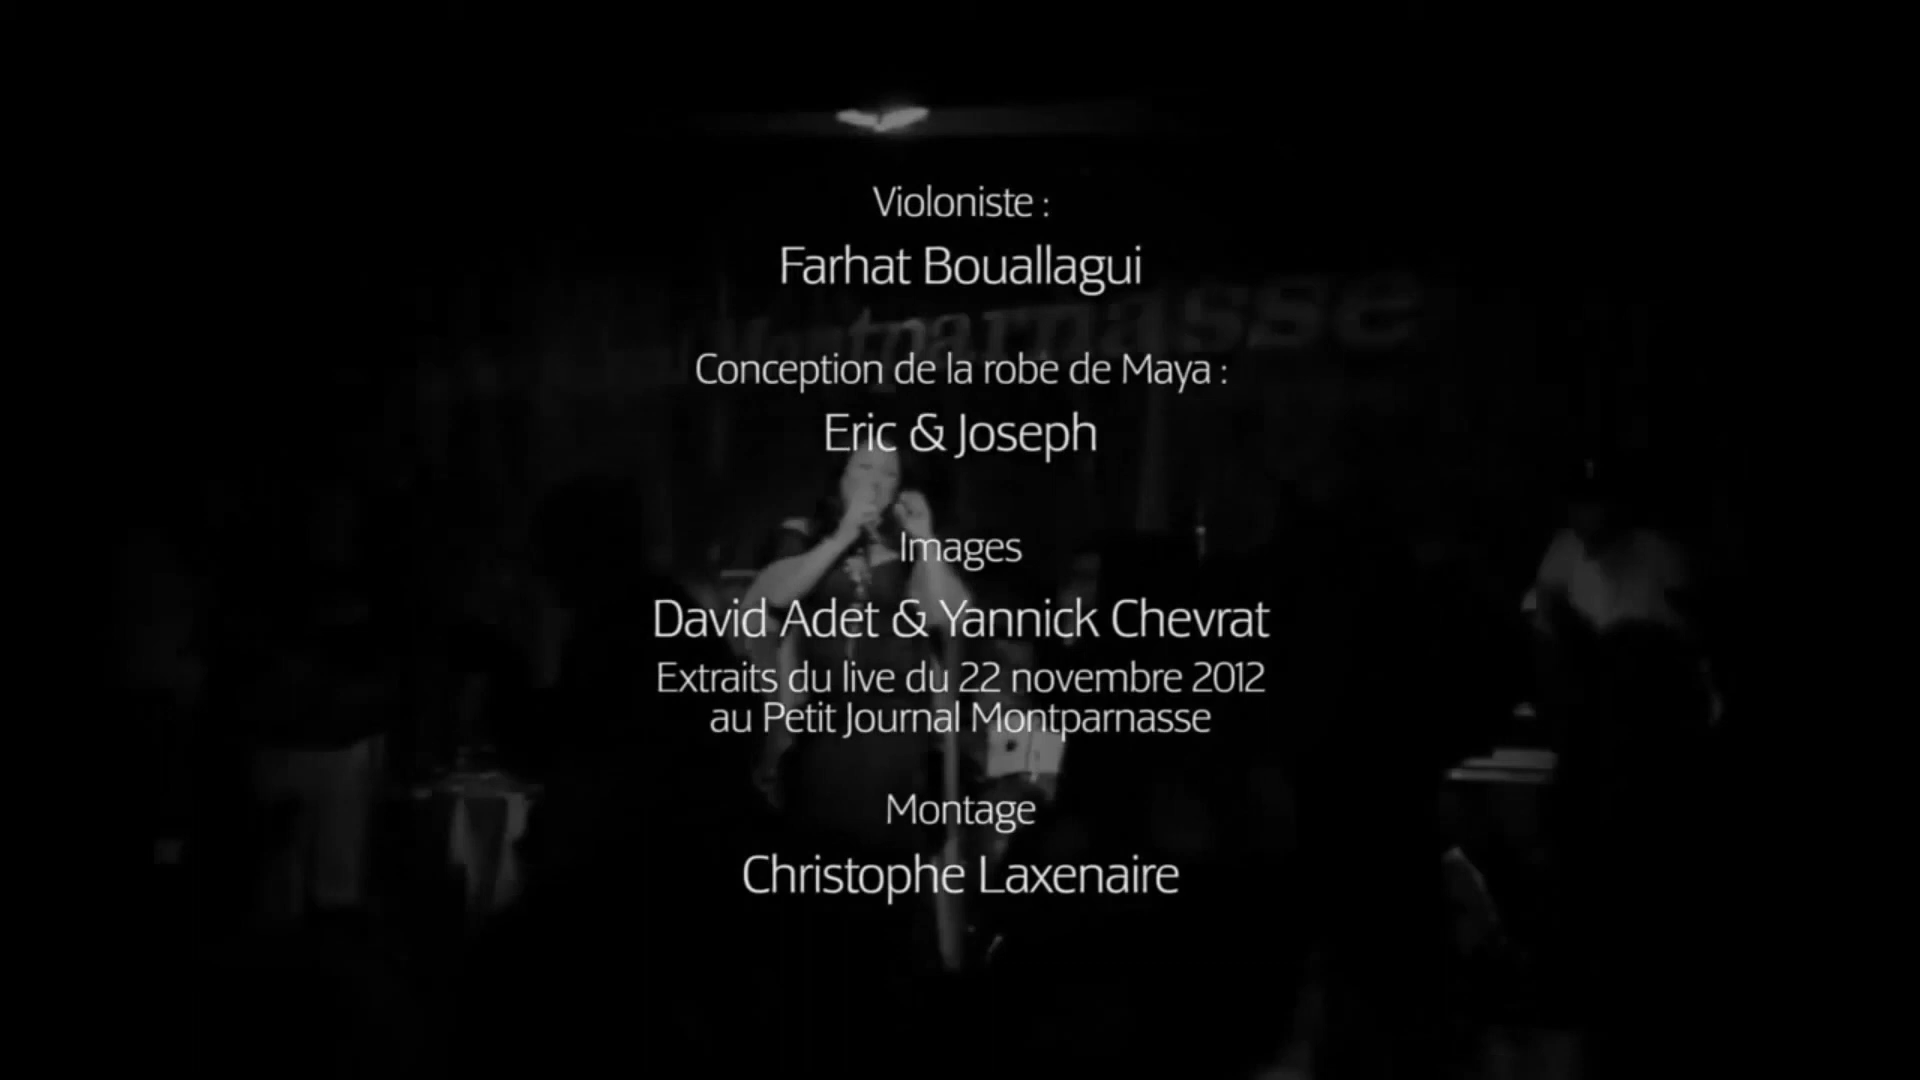 Violoniste :
Farhat Bouallagui
Montparnasse
Conception de la robe de Maya :
Eric & Joseph
Images
David Adet & Yannick Chevrat
Extraits du live du 22 novembre 2012
au Petit Journal Montparnasse
Montage
Christophe Laxenaire